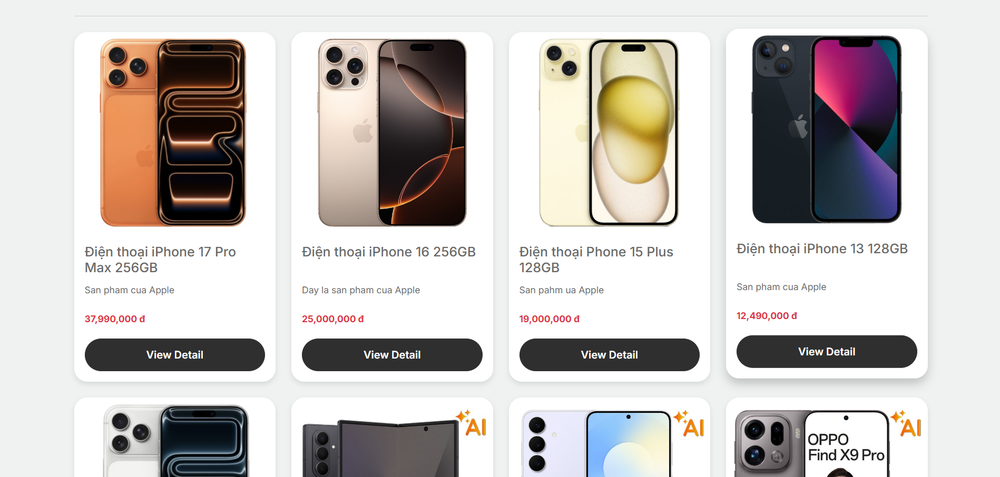 Điện thoại iPhone 17 Pro
Max 256GB
San pham cua Apple
37,990,000 đ
View Detail
Điện thoại iPhone 16 256GB
Day la san pham cua Apple
25,000,000 đ
View Detail
Điện thoại Phone 15 Plus
128GB
San pahm ua Apple
19,000,000 đ
View Detail
Điện thoại iPhone 13 128GB
San pham cua Apple
12,490,000 đ
View Detail
AI
AI
AI
OPPO
Find X9 Pro